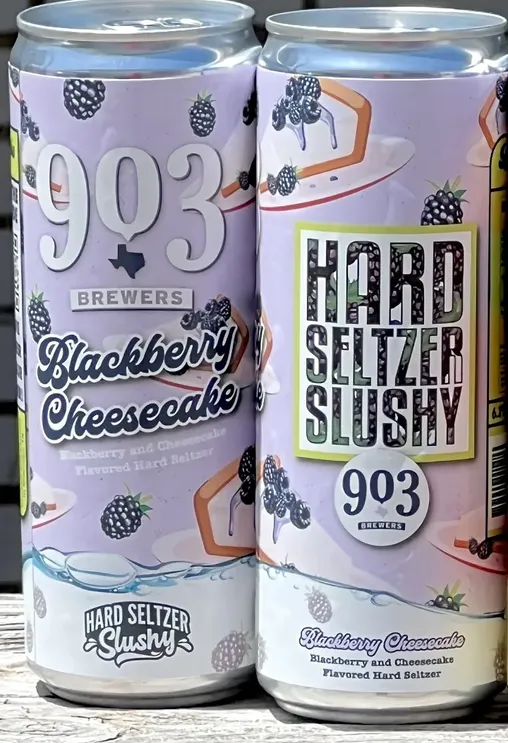 903
BREWERS
Blackberry
Cheesecake
Blackberry and Cheesecake
Flavored Hard Seltzer
HARD SELTZER
Slushy
HARD
SELTZER
SLUSHY
903
BREWERS
Blackberry Cheesecake
Blackberry and Cheesecake
Flavored Hard Seltzer